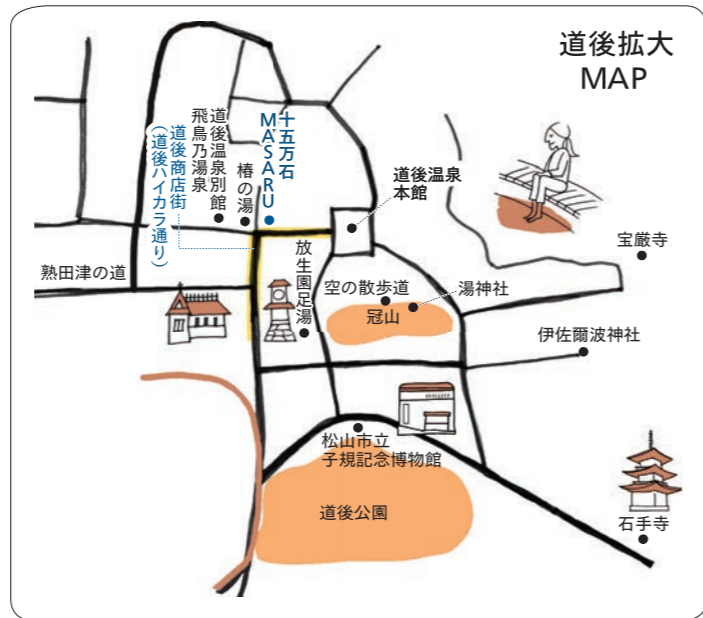 道後拡大
MAP
十五万石
MASARU
椿の湯
道後温泉別館
飛鳥乃湯泉
道後商店街
(道後ハイカラ通り)
道後温泉
本館
宝厳寺
熟田津の道
放生園足湯
空の散歩道
湯神社
冠山
伊佐爾波神社
松山市立
子規記念博物館
道後公園
石手寺